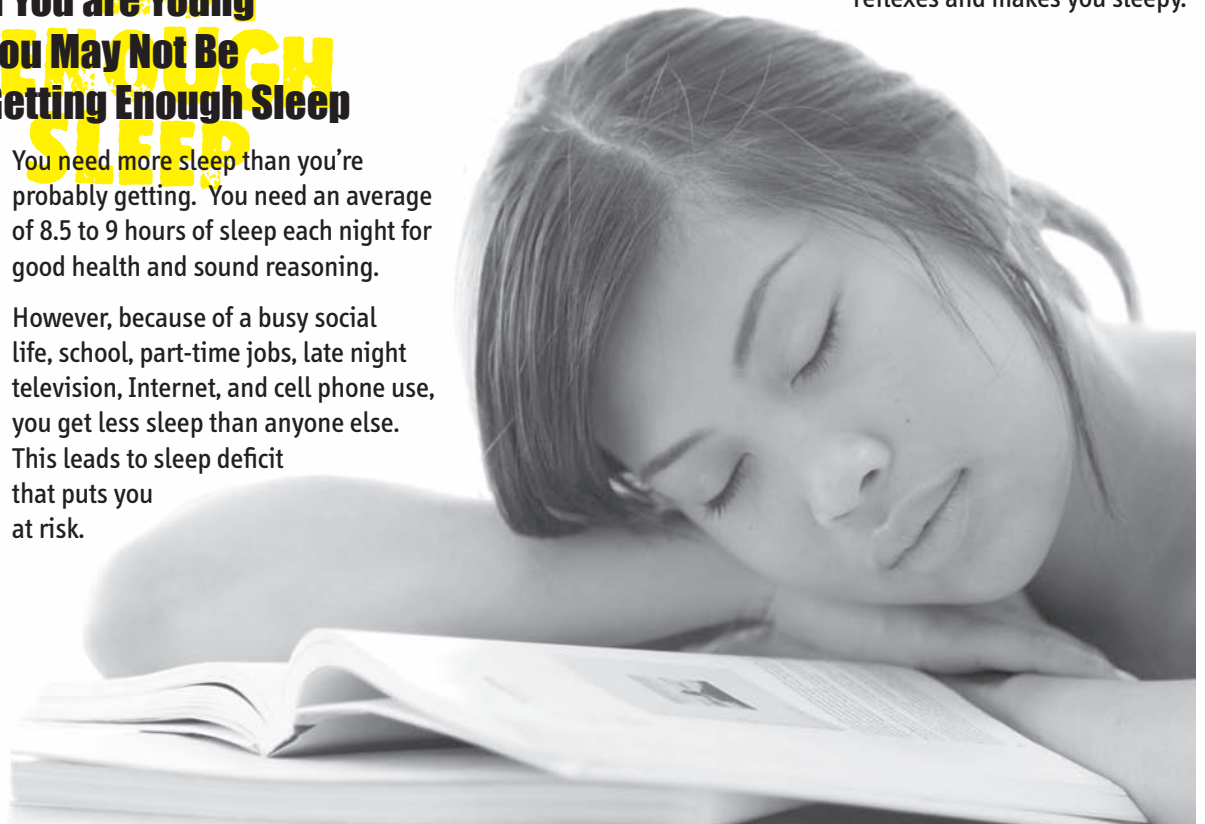 You are Young
May Not Be
Enough Sleep
ENOUGH
SLEEP
You need more sleep than you're
probably getting.  You need an average
of 8.5 to 9 hours of sleep each night for
good health and sound reasoning.
However, because of a busy social
life, school, part-time jobs, late night
television, Internet, and cell phone use,
you get less sleep than anyone else.
This leads to sleep deficit
that puts you
at risk.
reflexes and makes you sleepy.